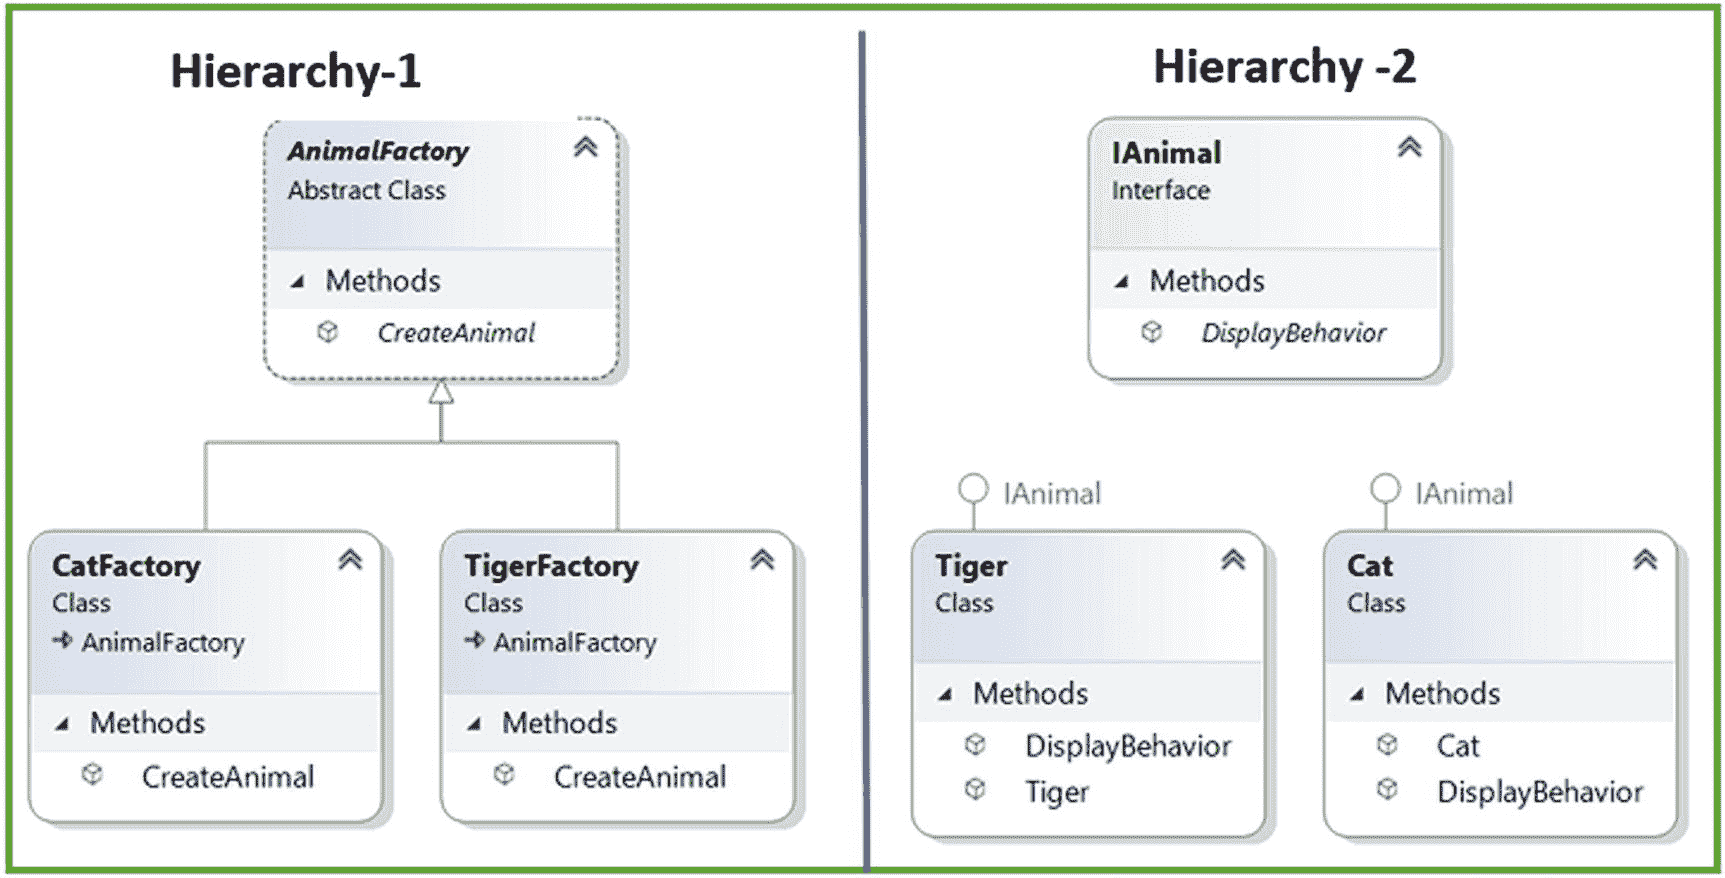 Hierarchy-1
AnimalFactory
Abstract Class
Methods
CreateAnimal
CatFactory
Class
AnimalFactory
Methods
CreateAnimal
TigerFactory
Class
AnimalFactory
Methods
CreateAnimal
Hierarchy -2
IAnimal
Interface
Methods
DisplayBehavior
IAnimal
Tiger
Class
Methods
DisplayBehavior
Tiger
IAnimal
Cat
Class
Methods
Cat
DisplayBehavior